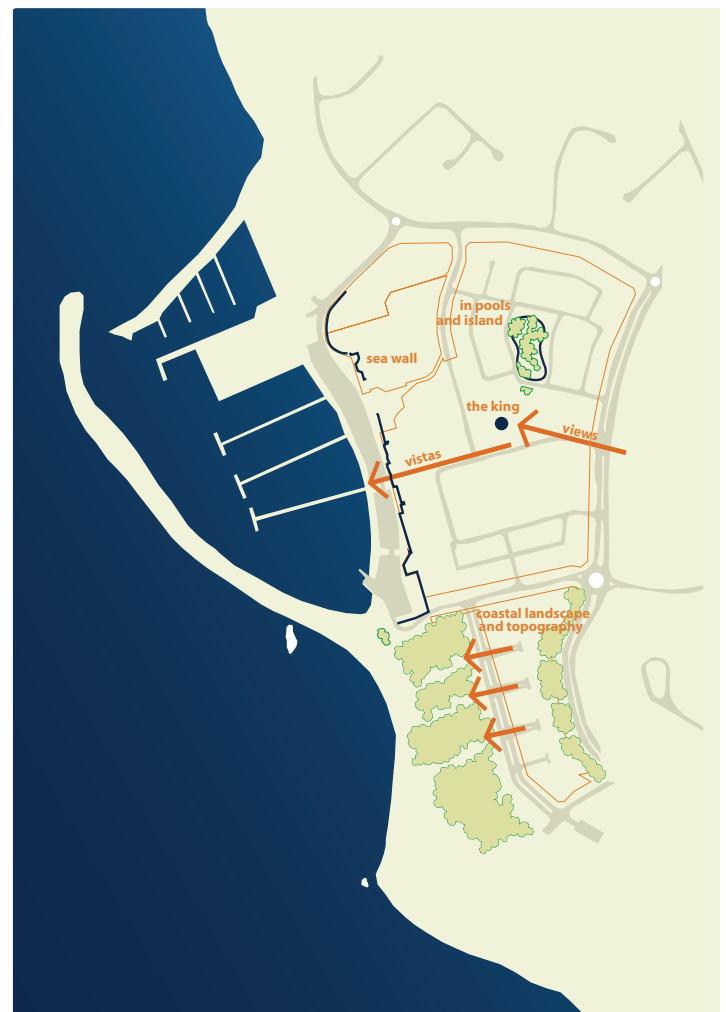 in pools
and island
sea wall
the king
views
vistas
coastal landscape
and topography